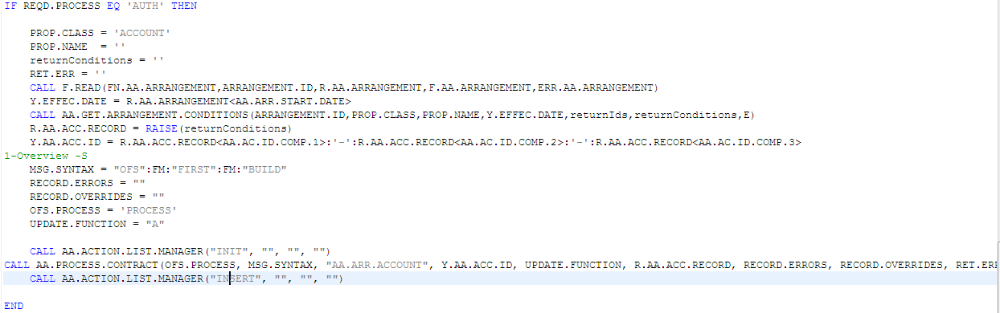 IF REQD.PROCESS EQ 'AUTH' THEN
PROP.CLASS = 'ACCOUNT'
PROP.NAME  = ''
returnConditions = ''
RET.ERR = ''
CALL F.READ(FN.AA.ARRANGEMENT,ARRANGEMENT.ID,R.AA.ARRANGEMENT,F.AA.ARRANGEMENT,ERR.AA.ARRANGEMENT)
Y.EFFEC.DATE = R.AA.ARRANGEMENT<AA.ARR.START.DATE>
CALL AA.GET.ARRANGEMENT.CONDITIONS(ARRANGEMENT.ID,PROP.CLASS,PROP.NAME,Y.EFFEC.DATE,returnIds,returnConditions,E)
R.AA.ACC.RECORD = RAISE(returnConditions)
Y.AA.ACC.ID = R.AA.ACC.RECORD<AA.AC.ID.COMP.1>:'-':R.AA.ACC.RECORD<AA.AC.ID.COMP.2>:'-':R.AA.ACC.RECORD<AA.AC.ID.COMP.3>
1-Overview -S
MSG.SYNTAX = "OFS":FM:"FIRST":FM:"BUILD"
RECORD.ERRORS = ""
RECORD.OVERRIDES = ""
OFS.PROCESS = 'PROCESS'
UPDATE.FUNCTION = "A"
CALL AA.ACTION.LIST.MANAGER("INIT", "", "", "")
CALL AA.PROCESS.CONTRACT(OFS.PROCESS, MSG.SYNTAX, "AA.ARR.ACCOUNT", Y.AA.ACC.ID, UPDATE.FUNCTION, R.AA.ACC.RECORD, RECORD.ERRORS, RECORD.OVERRIDES, RET.ER
CALL AA.ACTION.LIST.MANAGER("INSERT", "", "", "")
END